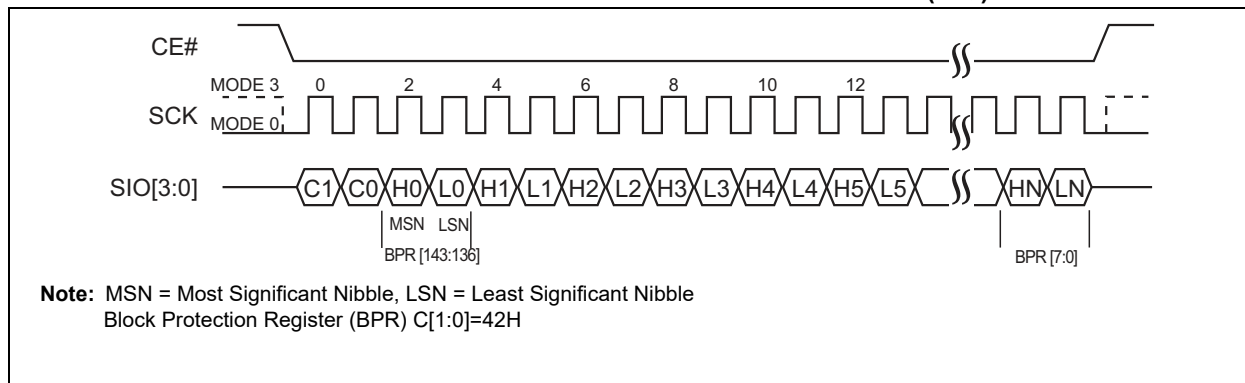 CE#
MODE 3 0 2 4 6 8 10 12
SCK MODE 0
SIO[3:0] C1 C0 H0 L0 H1 L1 H2 L2 H3 L3 H4 L4 H5 L5 HN LN
MSN LSN
BPR [143:136] BPR [7:0]
Note: MSN = Most Significant Nibble, LSN = Least Significant Nibble
Block Protection Register (BPR) C[1:0]=42H